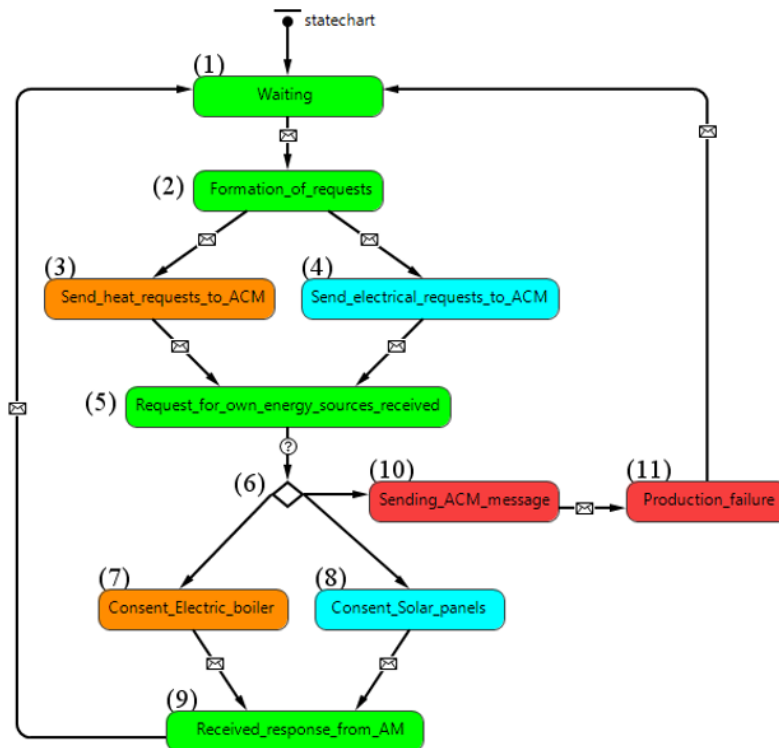 statechart
(1)
Waiting
(2)
Formation_of_requests
(3)
(4)
Send_heat_requests_to_ACM
Send_electrical_requests_to_ACM
(5)
Request_for_own_energy_sources_received
?
(6)
(10)
(11)
Sending_ACM_message
Production_failure
(7)
(8)
Consent_Electric_boiler
Consent_Solar_panels
(9)
Received_response_from_AM